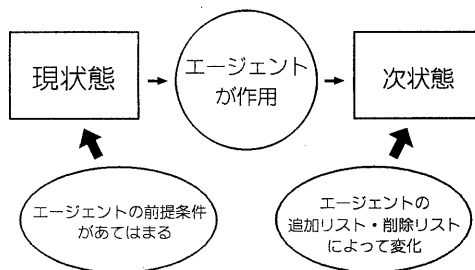 現状態
エージェント
が作用
次状態
エージェントの前提条件
があてはまる
エージェントの
追加リスト・削除リスト
によって変化